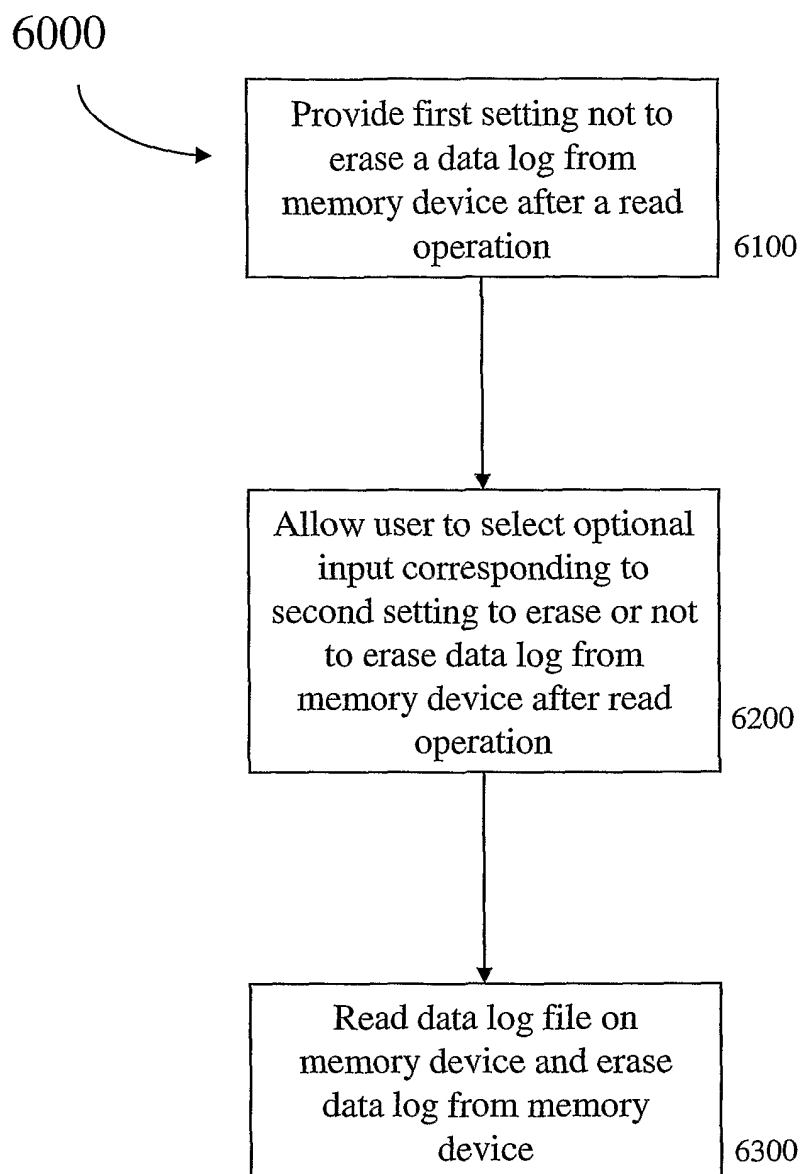 6000
Provide first setting not to
erase a data log from
memory device after a read
operation
6100
Allow user to select optional
input corresponding to
second setting to erase or not
to erase data log from
memory device after read
operation
6200
Read data log file on
memory device and erase
data log from memory
device
6300